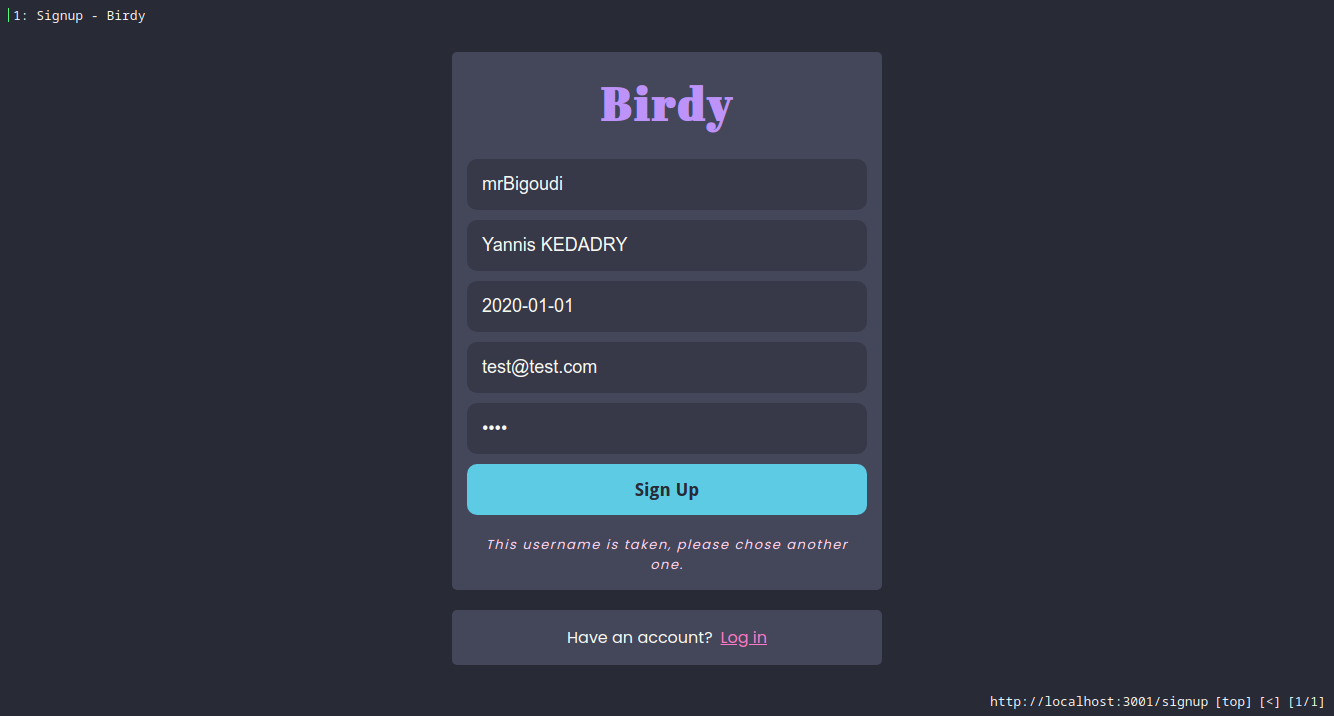 1: Signup - Birdy
Birdy
mrBigoudi
Yannis KEDADRY
2020-01-01
test@test.com
••••
Sign Up
This username is taken, please chose another
one.
Have an account? Log in
http://localhost:3001/signup [top] [<] [1/1]